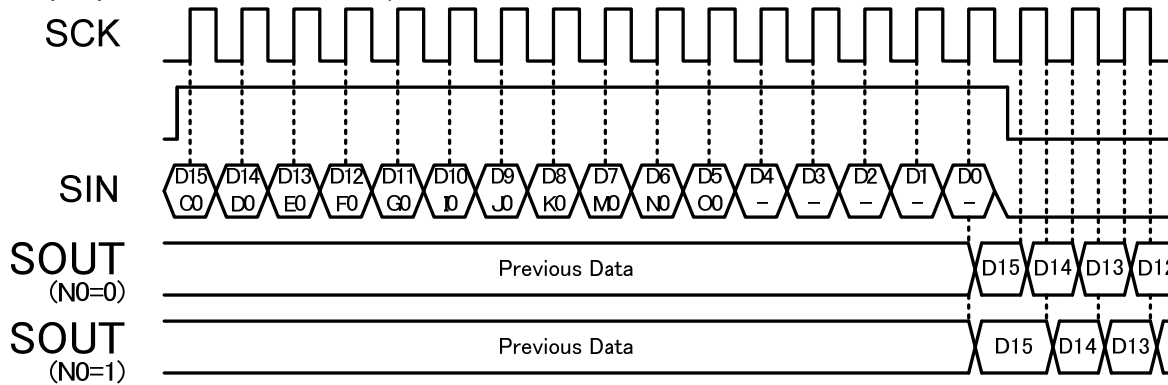 SCK
SIN
D15 D14 D13 D12 D11 D10 D9 D8 D7 D6 D5 D4 D3 D2 D1 D0
C0 D0 E0 F0 G0 I0 J0 K0 M0 N0 O0 - - - - -
SOUT
(N0=0)
Previous Data
D15 D14 D13 D12
SOUT
(N0=1)
Previous Data
D15 D14 D13